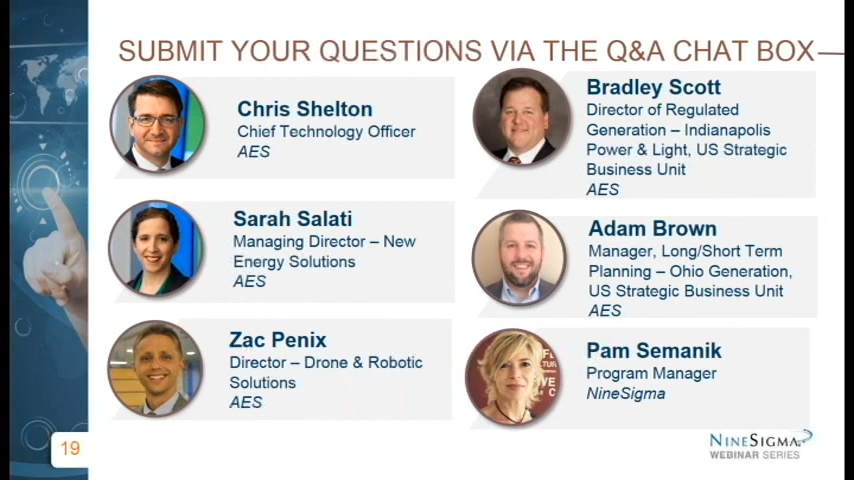 SUBMIT YOUR QUESTIONS VIA THE Q&A CHAT BOX
Chris Shelton
Chief Technology Officer
AES
Sarah Salati
Managing Director – New
Energy Solutions
AES
Zac Penix
Director – Drone & Robotic
Solutions
AES
Bradley Scott
Director of Regulated
Generation – Indianapolis
Power & Light, US Strategic
Business Unit
AES
Adam Brown
Manager, Long/Short Term
Planning – Ohio Generation,
US Strategic Business Unit
AES
Pam Semanik
Program Manager
NineSigma
19
NINESIGMA
WEBINAR SERIES